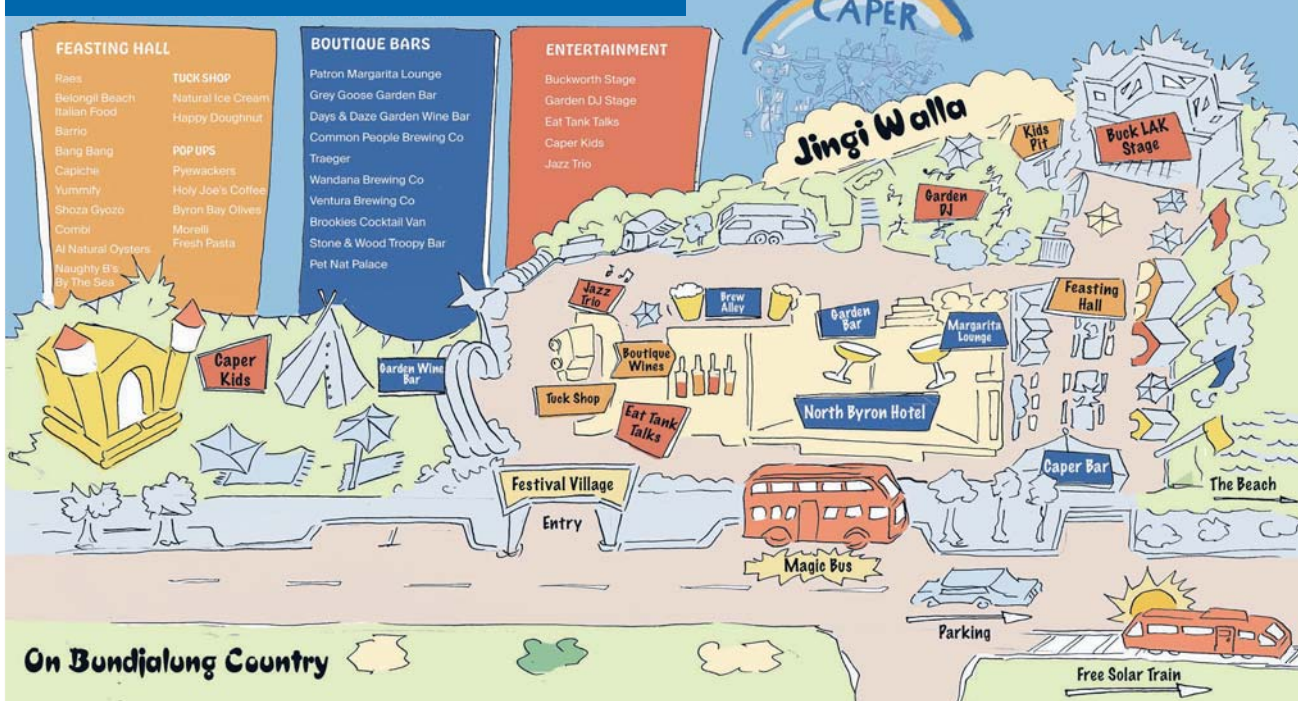 CAPER
FEASTING HALL
Raes
Belongil Beach
Italian Food
Barrio
Bang Bang
Capiche
Yummify
Shoza Gyozo
Combi
Al Natural Oysters
Naughty B's
By The Sea
TUCK SHOP
Natural Ice Cream
Happy Doughnut
POP UPS
Pyewackers
Holy Joe's Coffee
Byron Bay Olives
Morelli
Fresh Pasta
BOUTIQUE BARS
Patron Margarita Lounge
Grey Goose Garden Bar
Days & Daze Garden Wine Bar
Common People Brewing Co
Traeger
Wandana Brewing Co
Ventura Brewing Co
Brookies Cocktail Van
Stone & Wood Troopy Bar
Pet Nat Palace
ENTERTAINMENT
Buckworth Stage
Garden DJ Stage
Eat Tank Talks
Caper Kids
Jazz Trio
Jingi Walla
Kids
Pit
Buck LAK
Stage
Garden
DJ
Jazz
Trio
Brew
Alley
Garden
Bar
Margarita
Lounge
Feasting
Hall
Caper
Kids
Garden Wine
Bar
Boutique
Wines
Tuck Shop
Eat Tank
Talks
North Byron Hotel
Caper Bar
The Beach
Festival Village
Entry
Magic Bus
Parking
On Bundjalung Country
Free Solar Train